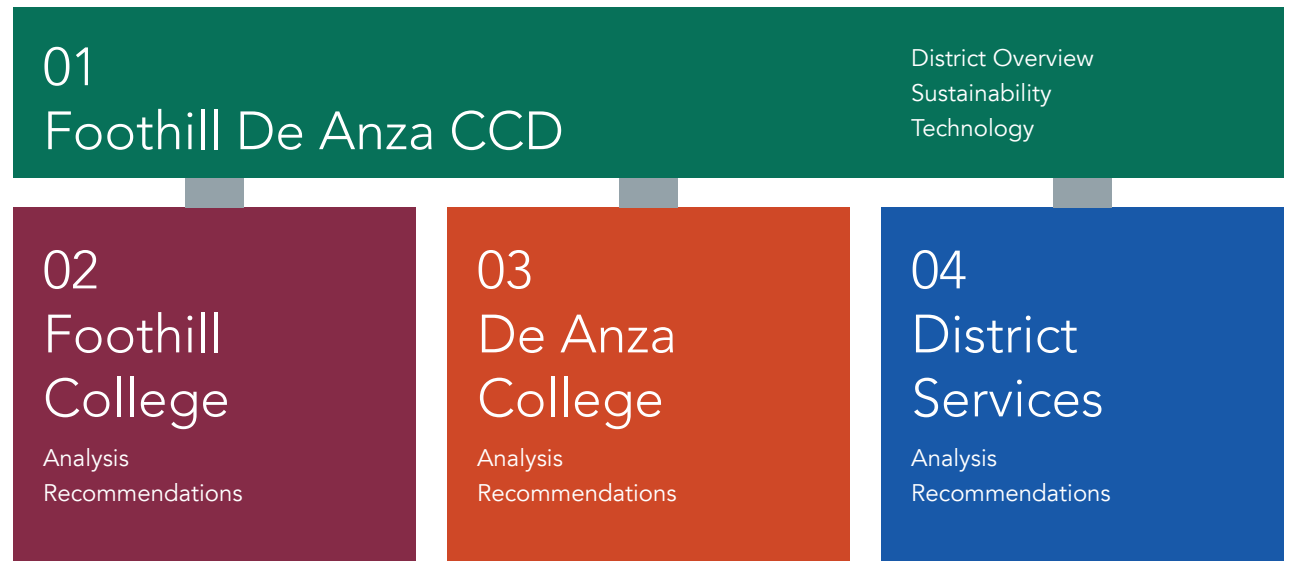 01
Foothill De Anza CCD
District Overview
Sustainability
Technology
02
Foothill
College
Analysis
Recommendations
03
De Anza
College
Analysis
Recommendations
04
District
Services
Analysis
Recommendations